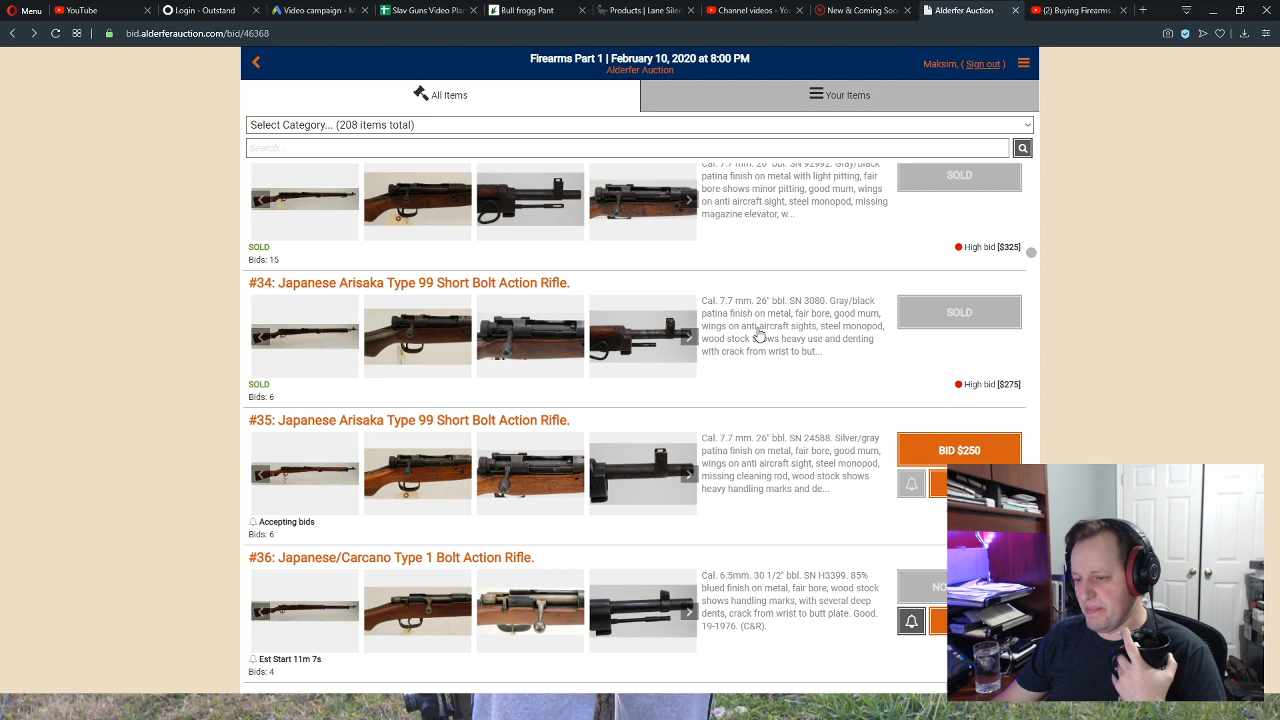 Menu
YouTube
Login - Outstand
Video campaign - M
Slav Guns Video Plan
Bull frogg Pant
Products | Lane Silen
Channel videos - You
New & Coming Soo
Alderfer Auction
(2) Buying Firearms
bid.alderferauction.com/bid/46368
Firearms Part 1 | February 10, 2020 at 8:00 PM
Alderfer Auction
Maksim, ( Sign out )
All Items
Your Items
Select Category... (208 items total)
Search...
Cal. 7.7 mm. 26" bbl. SN 92992. Gray/black
patina finish on metal with light pitting, fair
bore shows minor pitting, good mum, wings
on anti aircraft sight, steel monopod, missing
magazine elevator, w...
SOLD
SOLD
High bid [$325]
Bids: 15
#34: Japanese Arisaka Type 99 Short Bolt Action Rifle.
Cal. 7.7 mm. 26" bbl. SN 3080. Gray/black
patina finish on metal, fair bore, good mum,
wings on anti aircraft sights, steel monopod,
wood stock shows heavy use and denting
with crack from wrist to but...
SOLD
SOLD
High bid [$275]
Bids: 6
#35: Japanese Arisaka Type 99 Short Bolt Action Rifle.
Cal. 7.7 mm. 26" bbl. SN 24588. Silver/gray
patina finish on metal, fair bore, good mum,
wings on anti aircraft sight, steel monopod,
missing cleaning rod, wood stock shows
heavy handling marks and de...
BID $250
Accepting bids
Bids: 6
#36: Japanese/Carcano Type 1 Bolt Action Rifle.
Cal. 6.5mm. 30 1/2" bbl. SN H3399. 85%
blued finish on metal, fair bore, wood stock
shows handling marks, with several deep
dents, crack from wrist to butt plate. Good.
19-1976. (C&R).
NO
Est Start 11m 7s
Bids: 4